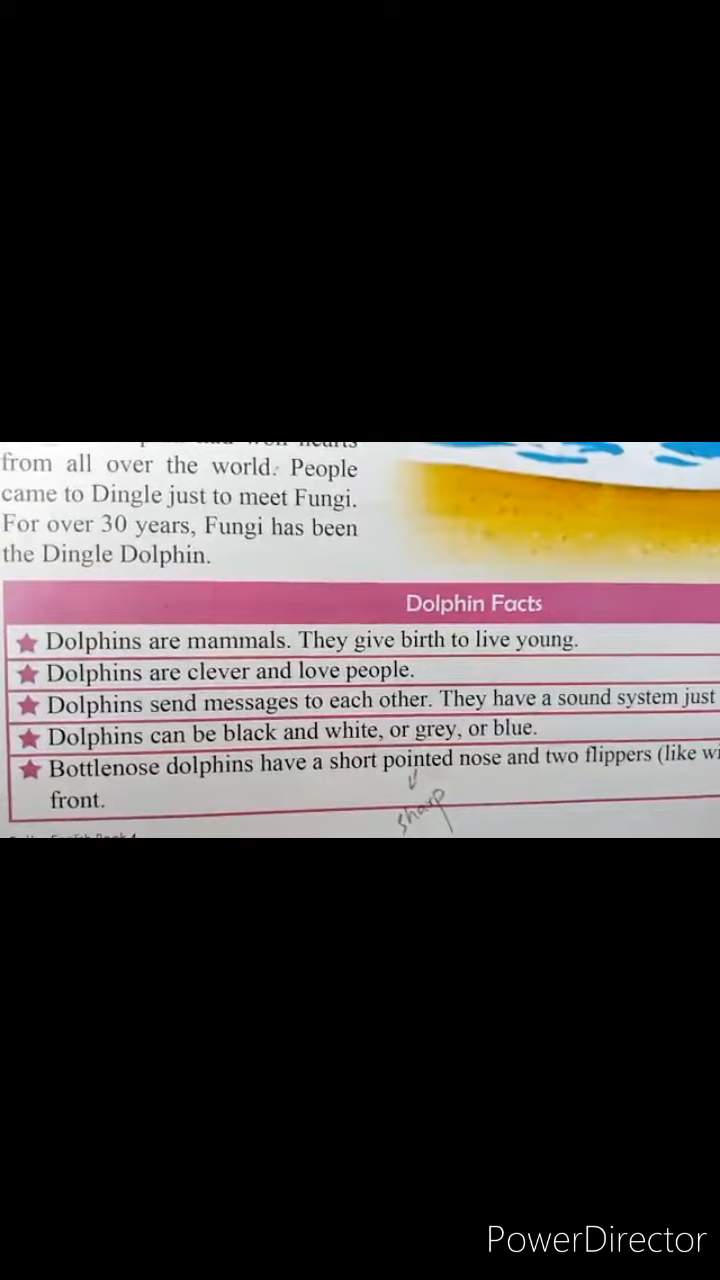 won hearts
from all over the world. People
came to Dingle just to meet Fungi.
For over 30 years, Fungi has been
the Dingle Dolphin.
Dolphin Facts
Dolphins are mammals. They give birth to live young.
Dolphins are clever and love people.
Dolphins send messages to each other. They have a sound system just
Dolphins can be black and white, or grey, or blue.
Bottlenose dolphins have a short pointed nose and two flippers (like wi
front.
sharp
PowerDirector